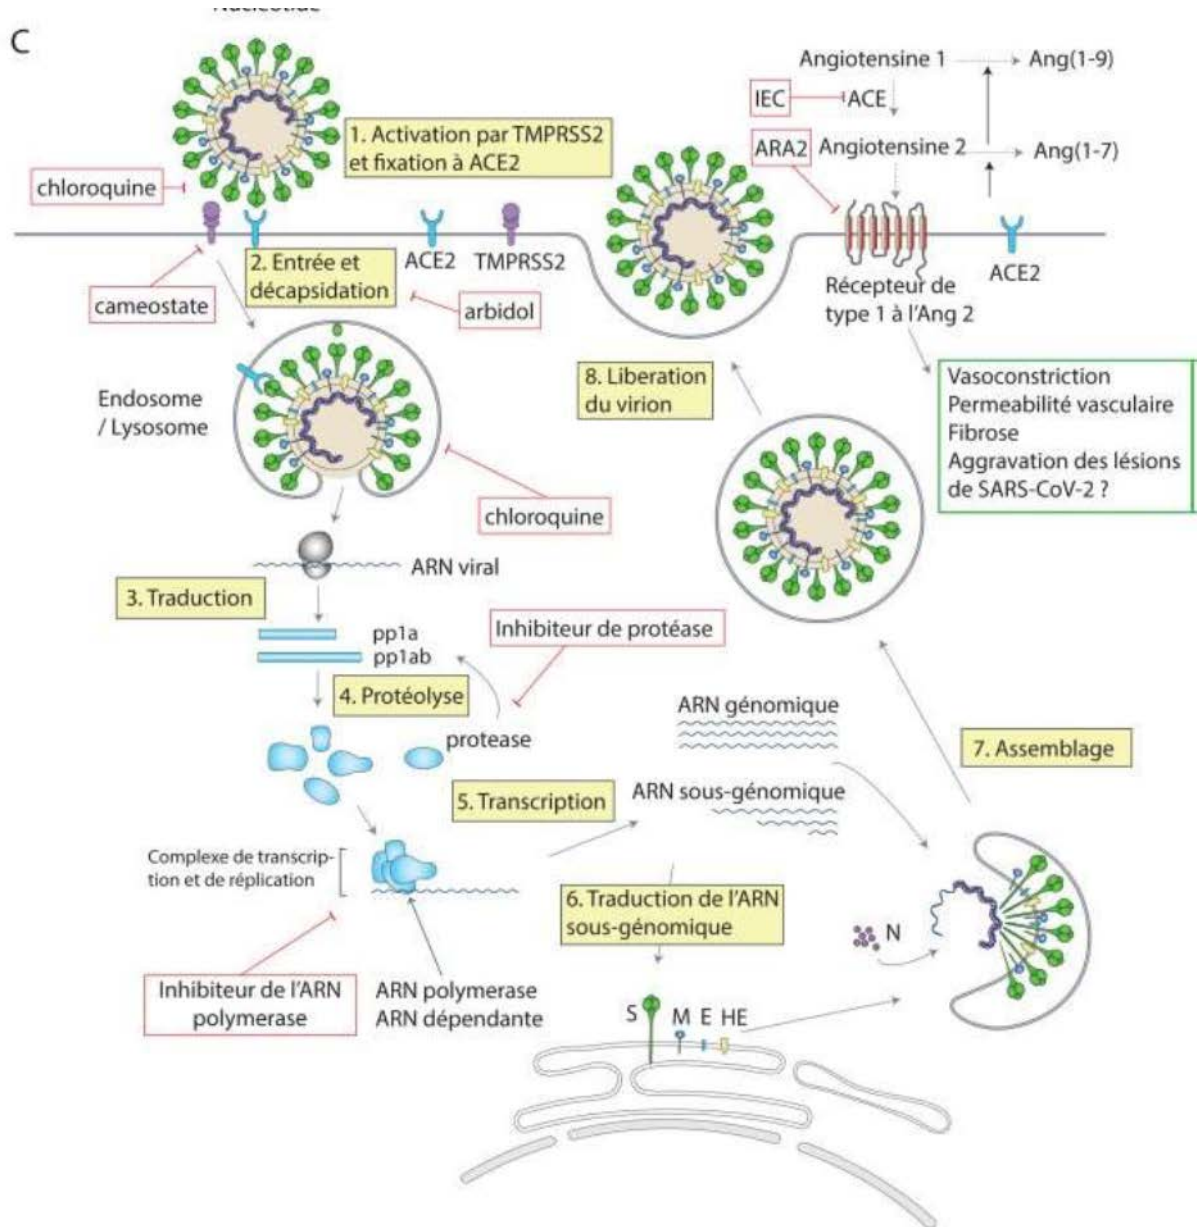 Nucléotide
C
1. Activation par TMPRSS2
et fixation à ACE2
chloroquine
2. Entrée et
décapsidation
ACE2
TMPRSS2
cameostate
arbidol
Endosome
/ Lysosome
chloroquine
ARN viral
3. Traduction
pp1a
pp1ab
Inhibiteur de protéase
4. Protéolyse
protease
5. Transcription
ARN génomique
ARN sous-génomique
Complexe de transcrip-
tion et de réplication
Inhibiteur de l'ARN
polymerase
ARN polymerase
ARN dépendante
6. Traduction de l'ARN
sous-génomique
S
M
E
HE
N
7. Assemblage
8. Liberation
du virion
Angiotensine 1
Ang(1-9)
IEC
ACE
ARA2
Angiotensine 2
Ang(1-7)
ACE2
Récepteur de
type 1 à l'Ang 2
Vasoconstriction
Permeabilité vasculaire
Fibrose
Aggravation des lésions
de SARS-CoV-2 ?